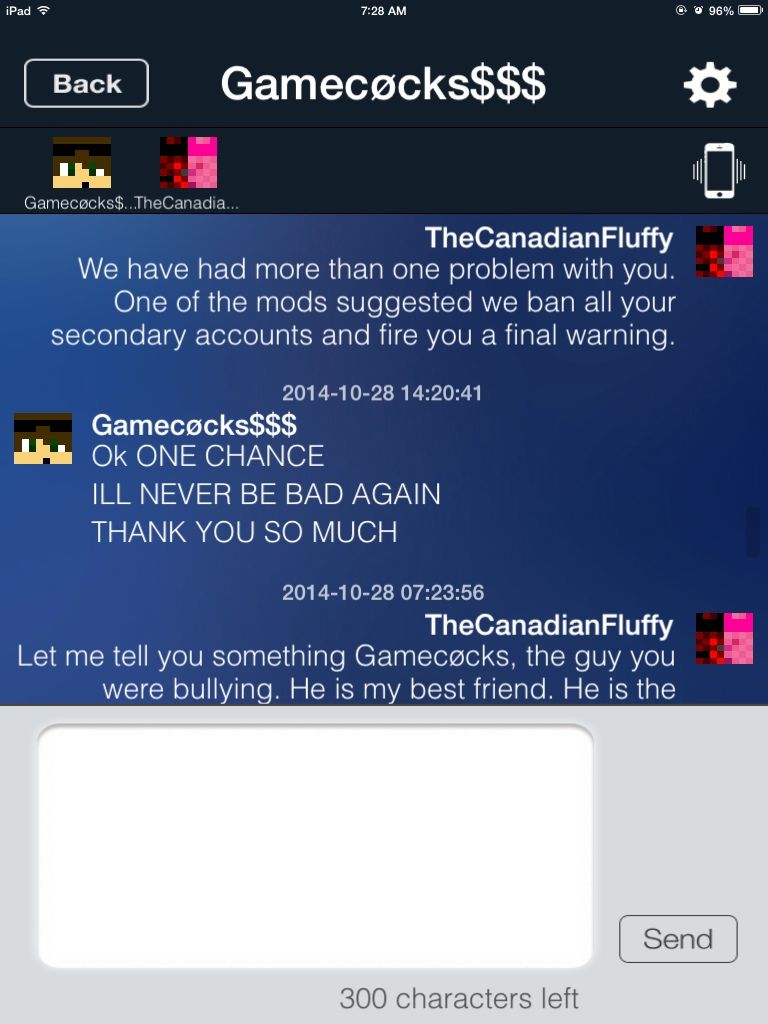 iPad
7:28 AM
96%
Back
Gamecøcks$$$
Gamecøcks$...
TheCanadia...
TheCanadianFluffy
We have had more than one problem with you.
One of the mods suggested we ban all your
secondary accounts and fire you a final warning.
2014-10-28 14:20:41
Gamecøcks$$$
Ok ONE CHANCE
ILL NEVER BE BAD AGAIN
THANK YOU SO MUCH
2014-10-28 07:23:56
TheCanadianFluffy
Let me tell you something Gamecøcks, the guy you
were bullying. He is my best friend. He is the
Send
300 characters left